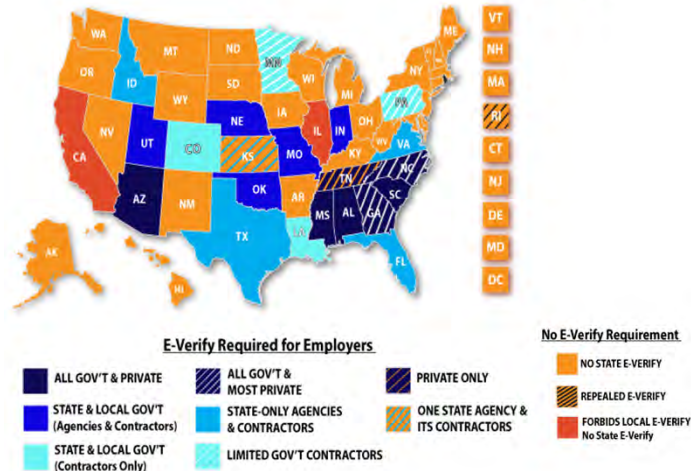 WA
MT
ND
MN
OR
ID
WY
SD
WI
MI
NY
ME
VT
NH
MA
RI
CT
NJ
DE
MD
DC
NV
UT
CO
NE
IA
IL
IN
OH
PA
CA
KS
MO
KY
WV
VA
AZ
NM
OK
AR
TN
NC
SC
TX
LA
MS
AL
GA
FL
AK
HI
E-Verify Required for Employers
ALL GOV'T & PRIVATE
ALL GOV'T &
MOST PRIVATE
PRIVATE ONLY
STATE & LOCAL GOV'T
(Agencies & Contractors)
STATE-ONLY AGENCIES
& CONTRACTORS
ONE STATE AGENCY &
ITS CONTRACTORS
STATE & LOCAL GOV'T
(Contractors Only)
LIMITED GOV'T CONTRACTORS
No E-Verify Requirement
NO STATE E-VERIFY
REPEALED E-VERIFY
FORBIDS LOCAL E-VERIFY
No State E-Verify